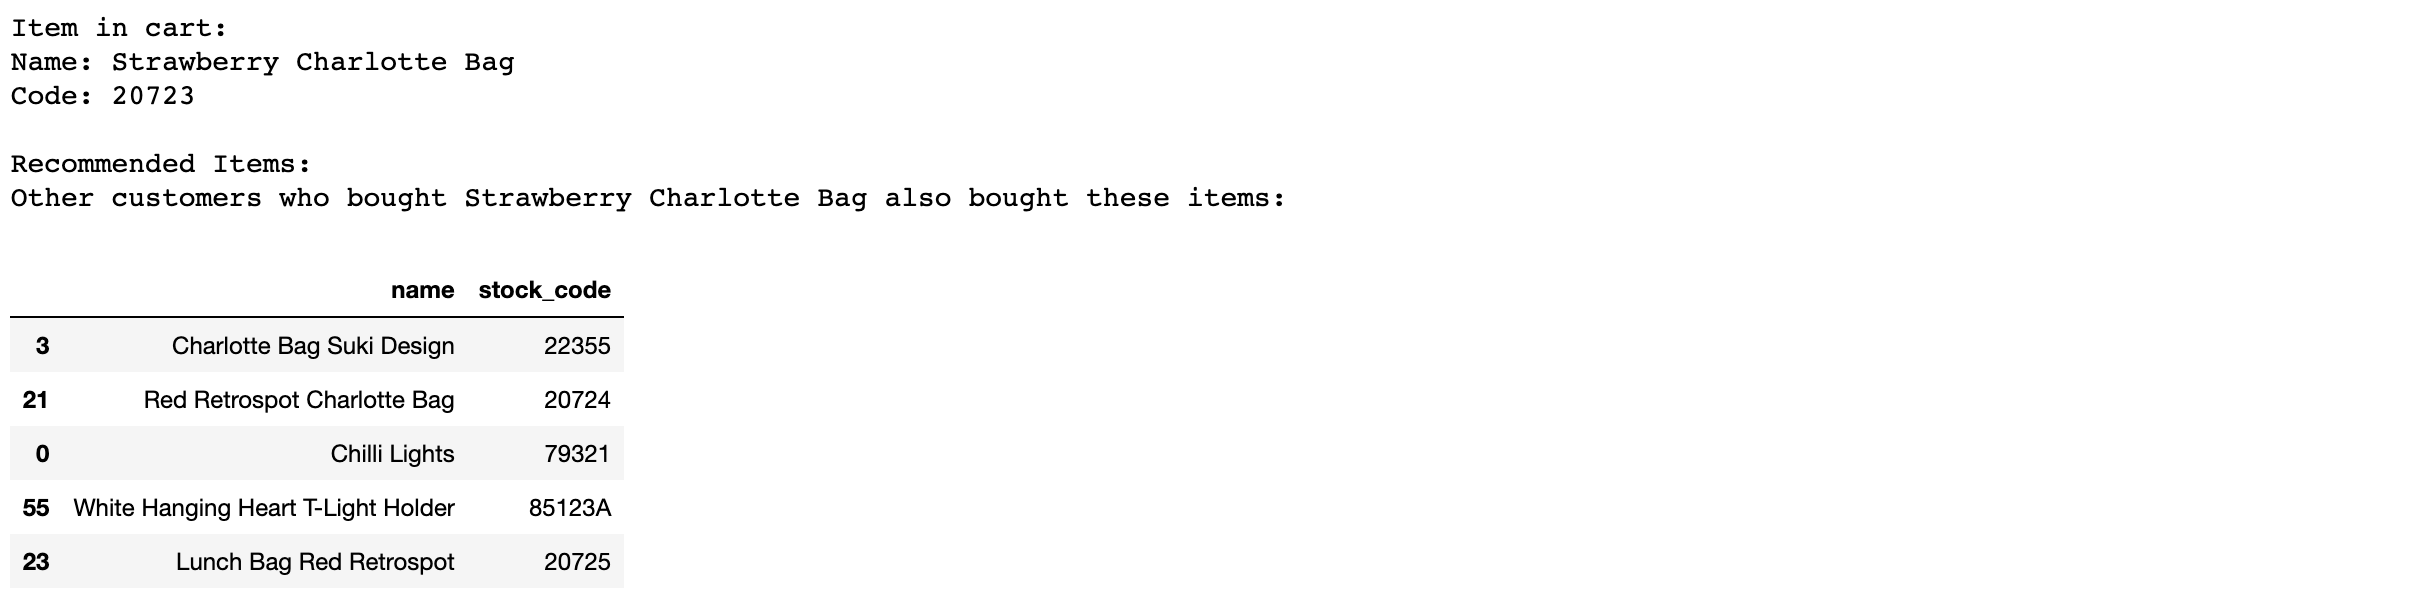 Item in cart:
Name: Strawberry Charlotte Bag
Code: 20723
Recommended Items:
Other customers who bought Strawberry Charlotte Bag also bought these items:
name stock_code
3 Charlotte Bag Suki Design 22355
21 Red Retrospot Charlotte Bag 20724
0 Chilli Lights 79321
55 White Hanging Heart T-Light Holder 85123A
23 Lunch Bag Red Retrospot 20725